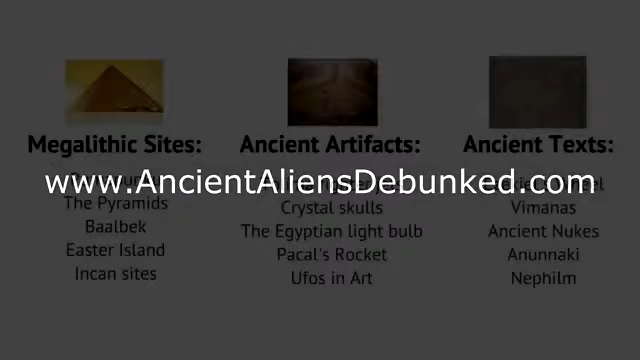 Megalithic Sites:
The Pyramids
Baalbek
Easter Island
Incan sites
Ancient Artifacts:
Crystal skulls
The Egyptian light bulb
Pacal's Rocket
Ufos in Art
Ancient Texts:
Vimanas
Ancient Nukes
Anunnaki
Nephilm
www.AncientAliensDebunked.com